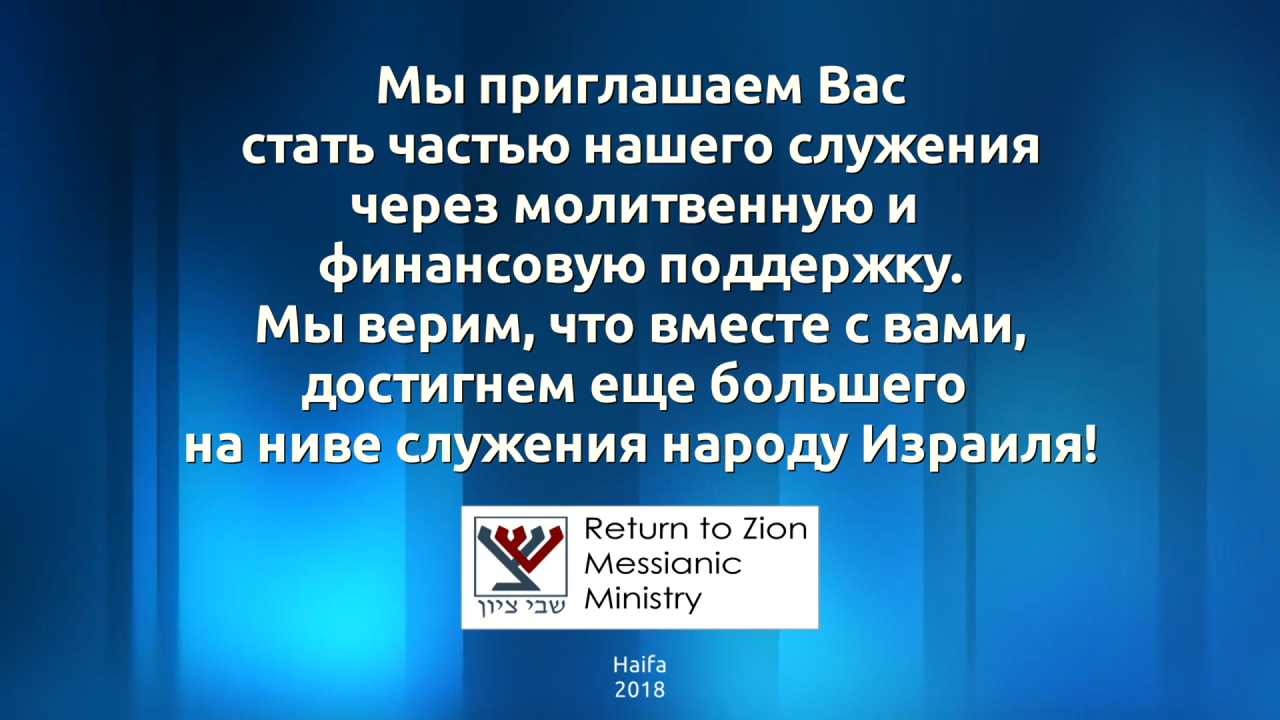 Мы приглашаем Вас
стать частью нашего служения
через молитвенную и
финансовую поддержку.
Мы верим, что вместе с вами,
достигнем еще большего
на ниве служения народу Израиля!
Return to Zion
Messianic
Ministry
שבי ציון
Haifa
2018